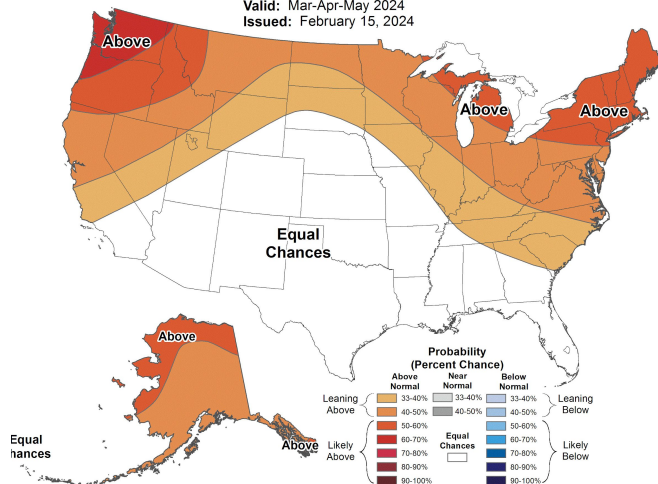 Valid: Mar-Apr-May 2024
Issued: February 15, 2024
Above
Above
Above
Equal
Chances
Above
Above
Equal
hances
Probability
(Percent Chance)
Above
Normal
Near
Normal
Below
Normal
Leaning
Above
33-40%
40-50%
33-40%
40-50%
33-40%
40-50%
Leaning
Below
Likely
Above
50-60%
60-70%
70-80%
80-90%
90-100%
Equal
Chances
50-60%
60-70%
70-80%
80-90%
90-100%
Likely
Below